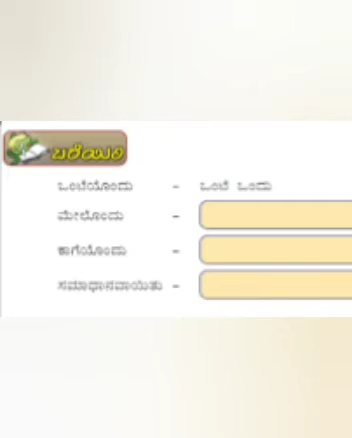 ಬರೆಯಿರಿ
ಒಂಟೆಯೊಂದು - ಒಂಟೆ ಒಂದು
ಮೇಲೊಂದು -
ಕಾಗೆಯೊಂದು -
ಸಮಾಧಾನವಾಯಿತು -